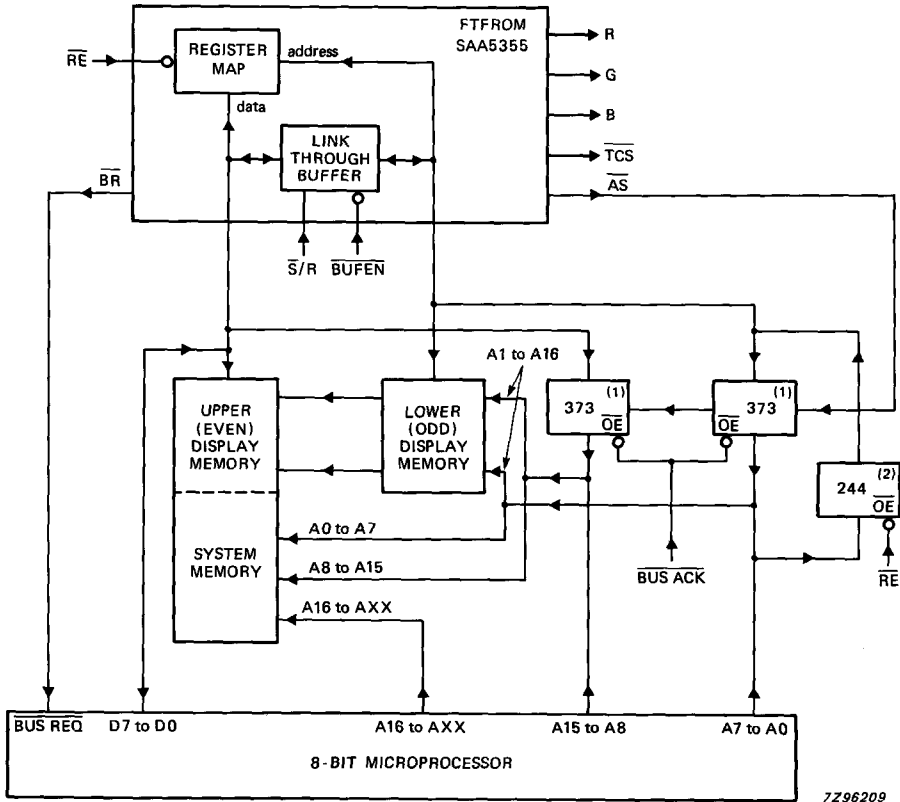 FTFROM
SAA5355
R
REGISTER
MAP
address
RE
G
data
B
LINK
THROUGH
BUFFER
TCS
BR
AS
S/R
BUFEN
A1 to A16
UPPER
(EVEN)
DISPLAY
MEMORY
LOWER
(ODD)
DISPLAY
MEMORY
373
(1)
OE
373
(1)
OE
244
(2)
OE
SYSTEM
MEMORY
A0 to A7
A8 to A15
BUS ACK
RE
A16 to AXX
BUS REQ
D7 to D0
A16 to AXX
A15 to A8
A7 to A0
8-BIT MICROPROCESSOR
7Z96209